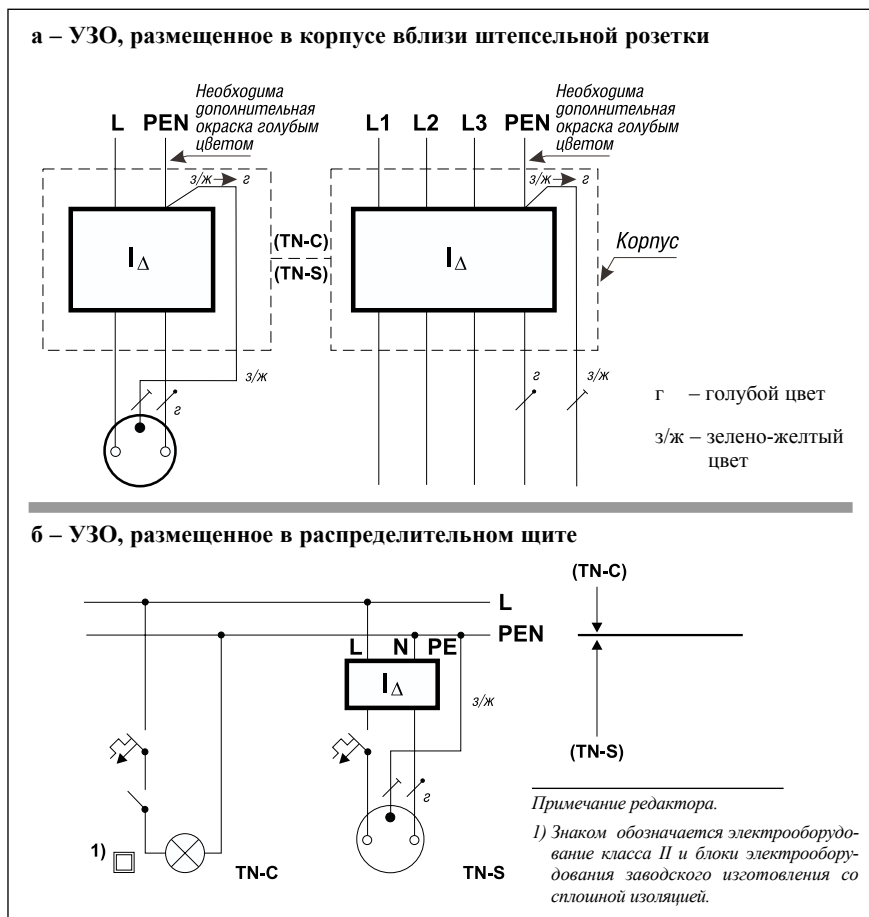 а – УЗО, размещенное в корпусе вблизи штепсельной розетки
Необходима
дополнительная
окраска голубым
цветом
L PEN
з/ж г
I∆
з/ж
г
(TN-C)
(TN-S)
Необходима
дополнительная
окраска голубым
цветом
L1 L2 L3 PEN
з/ж г
I∆
Корпус
г з/ж
г – голубой цвет
з/ж – зелено-желтый
цвет
б – УЗО, размещенное в распределительном щите
L
PEN
L N PE
I∆
з/ж
г
1)
TN-C
TN-S
(TN-C)
(TN-S)
Примечание редактора.
1) Знаком обозначается электрооборудо-
вание класса II и блоки электрообору-
дования заводского изготовления со
сплошной изоляцией.